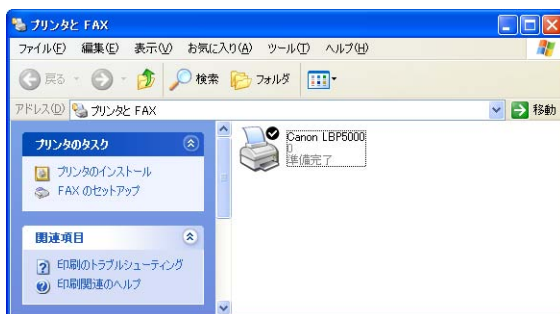 プリンタと FAX
ファイル(F) 編集(E) 表示(V) お気に入り(A) ツール(T) ヘルプ(H)
戻る 検索 フォルダ
アドレス(D) プリンタと FAX 移動
プリンタのタスク
プリンタのインストール
FAX のセットアップ
関連項目
印刷のトラブルシューティング
印刷関連のヘルプ
Canon LBP5000
0
準備完了